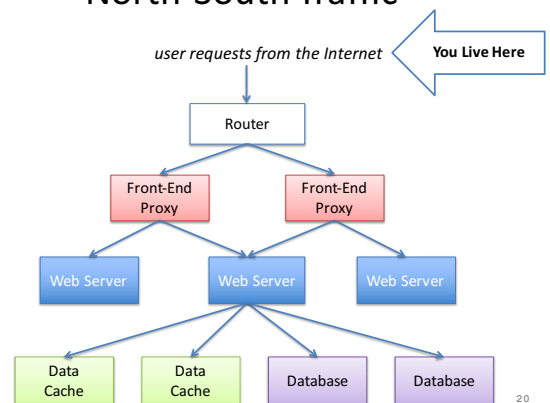 North-South Traffic
user requests from the Internet
You Live Here
Router
Front-End
Proxy
Front-End
Proxy
Web Server
Web Server
Web Server
Data
Cache
Data
Cache
Database
Database
20